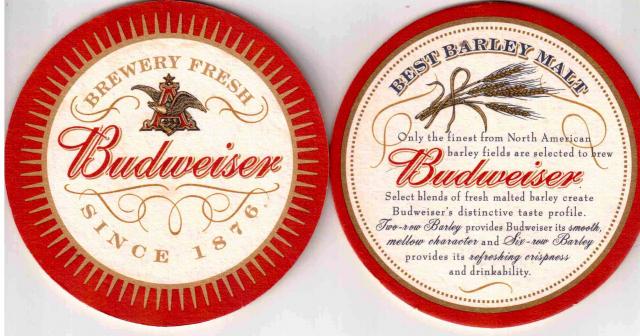 BREWERY FRESH
A
Budweiser
SINCE 1876.
BEST BARLEY MALT
Only the finest from North American
barley fields are selected to brew
Budweiser
Select blends of fresh malted barley create
Budweiser's distinctive taste profile.
Two-row Barley provides Budweiser its smooth,
mellow character and Six-row Barley
provides its refreshing crispness
and drinkability.